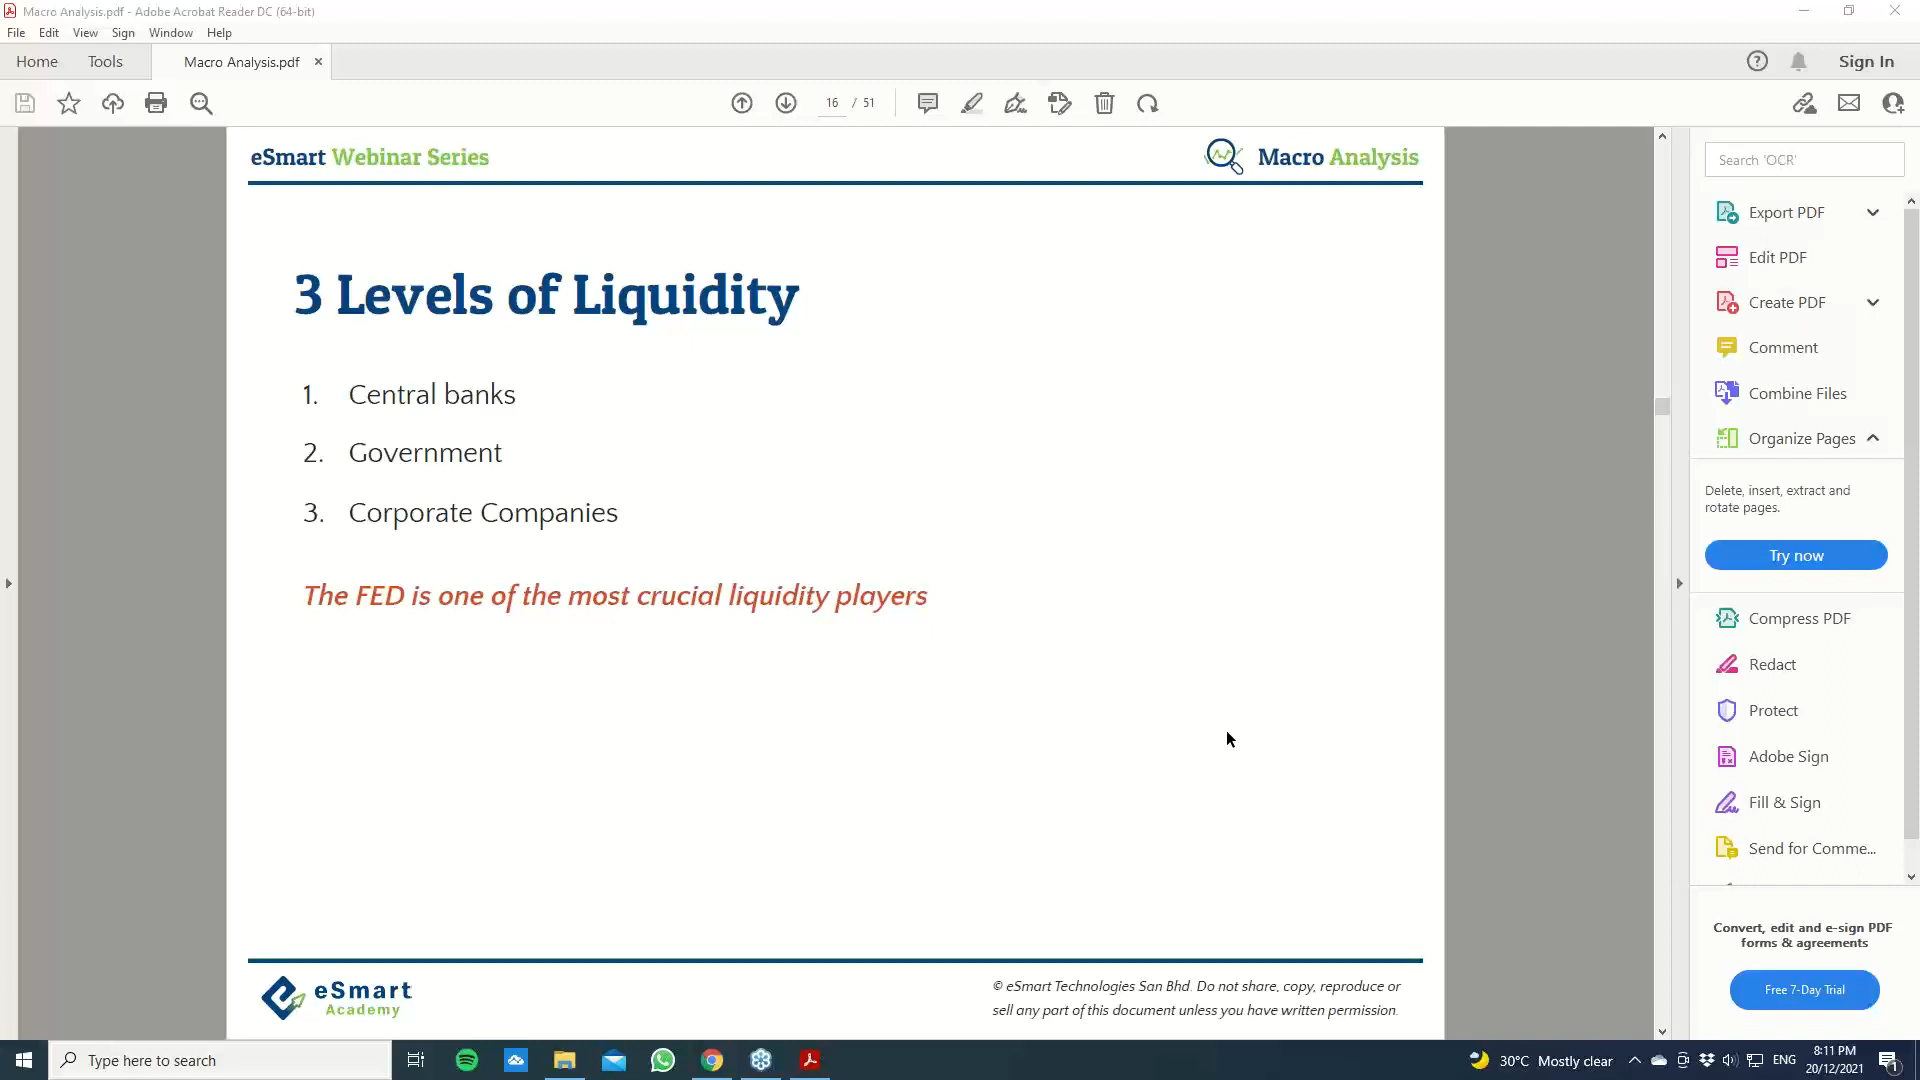 Macro Analysis.pdf - Adobe Acrobat Reader DC (64-bit)
File Edit View Sign Window Help
Home Tools Macro Analysis.pdf × Sign In
16 / 51
eSmart Webinar Series
Macro Analysis
3 Levels of Liquidity
1. Central banks
2. Government
3. Corporate Companies
The FED is one of the most crucial liquidity players
eSmart
Academy
© eSmart Technologies San Bhd. Do not share, copy, reproduce or
sell any part of this document unless you have written permission.
Search 'OCR'
Export PDF
Edit PDF
Create PDF
Comment
Combine Files
Organize Pages
Delete, insert, extract and
rotate pages.
Try now
Compress PDF
Redact
Protect
Adobe Sign
Fill & Sign
Send for Comme...
Convert, edit and e-sign PDF
forms & agreements
Free 7-Day Trial
Type here to search
30°C Mostly clear
ENG
8:11 PM
20/12/2021
1